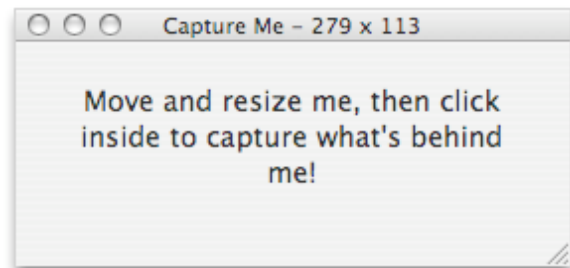 Capture Me – 279 x 113
Move and resize me, then click
inside to capture what's behind
me!